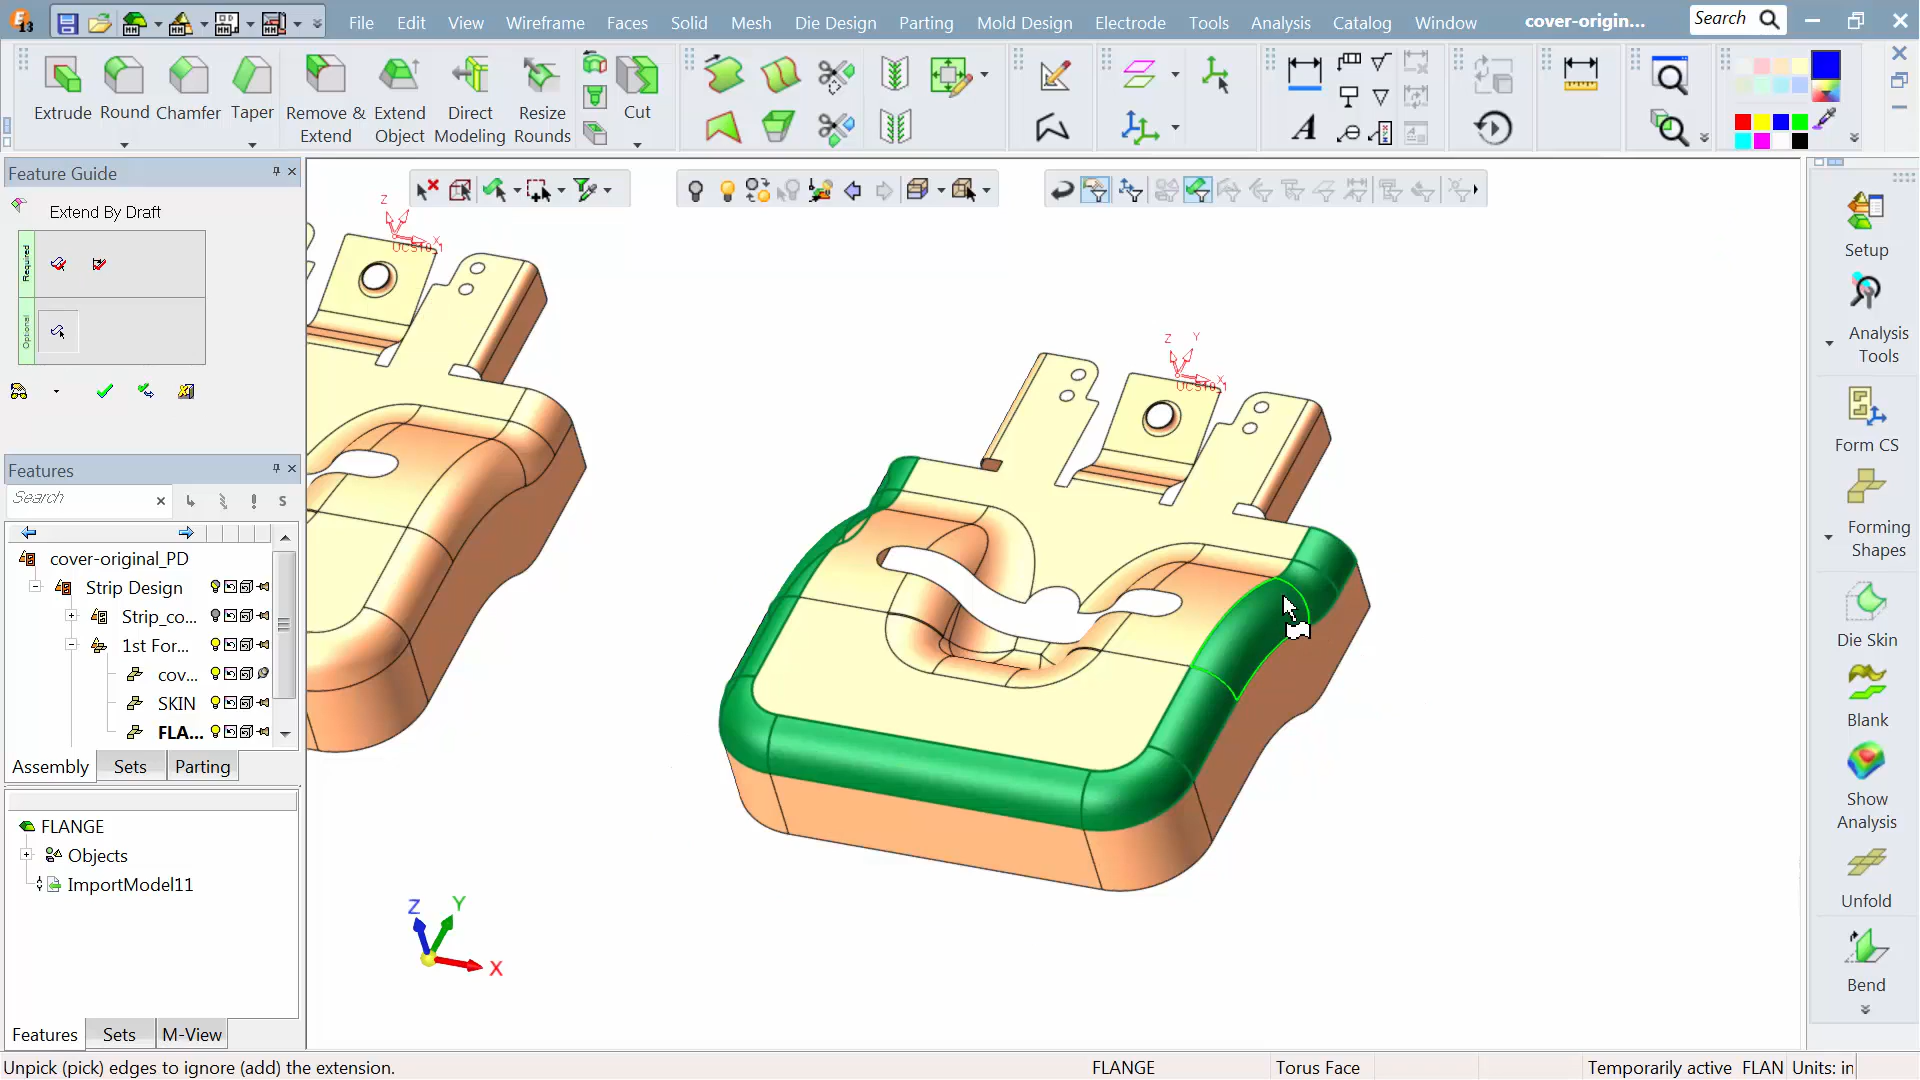 File Edit View Wireframe Faces Solid Mesh Die Design Parting Mold Design Electrode Tools Analysis Catalog Window cover-origin... Search
Extrude Round Chamfer Taper Remove & Extend Extend Object Direct Modeling Resize Rounds Cut
Feature Guide
Extend By Draft
Required
Optional
Features
Search
S
cover-original_PD
Strip Design
Strip_co...
1st For...
cov...
SKIN
FLA...
Assembly Sets Parting
FLANGE
Objects
ImportModel11
Features Sets M-View
Z
X
UCS10_1
Z Y
X
UCS10_1
Z Y
X
Setup
Analysis
Tools
Form CS
Forming
Shapes
Die Skin
Blank
Show
Analysis
Unfold
Bend
Unpick (pick) edges to ignore (add) the extension. FLANGE Torus Face Temporarily active FLAN Units: in